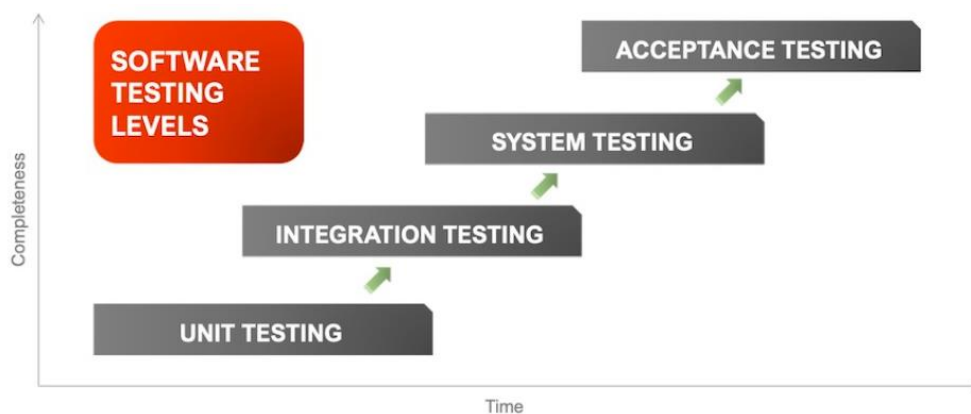 SOFTWARE
TESTING
LEVELS
ACCEPTANCE TESTING
SYSTEM TESTING
INTEGRATION TESTING
UNIT TESTING
Completeness
Time